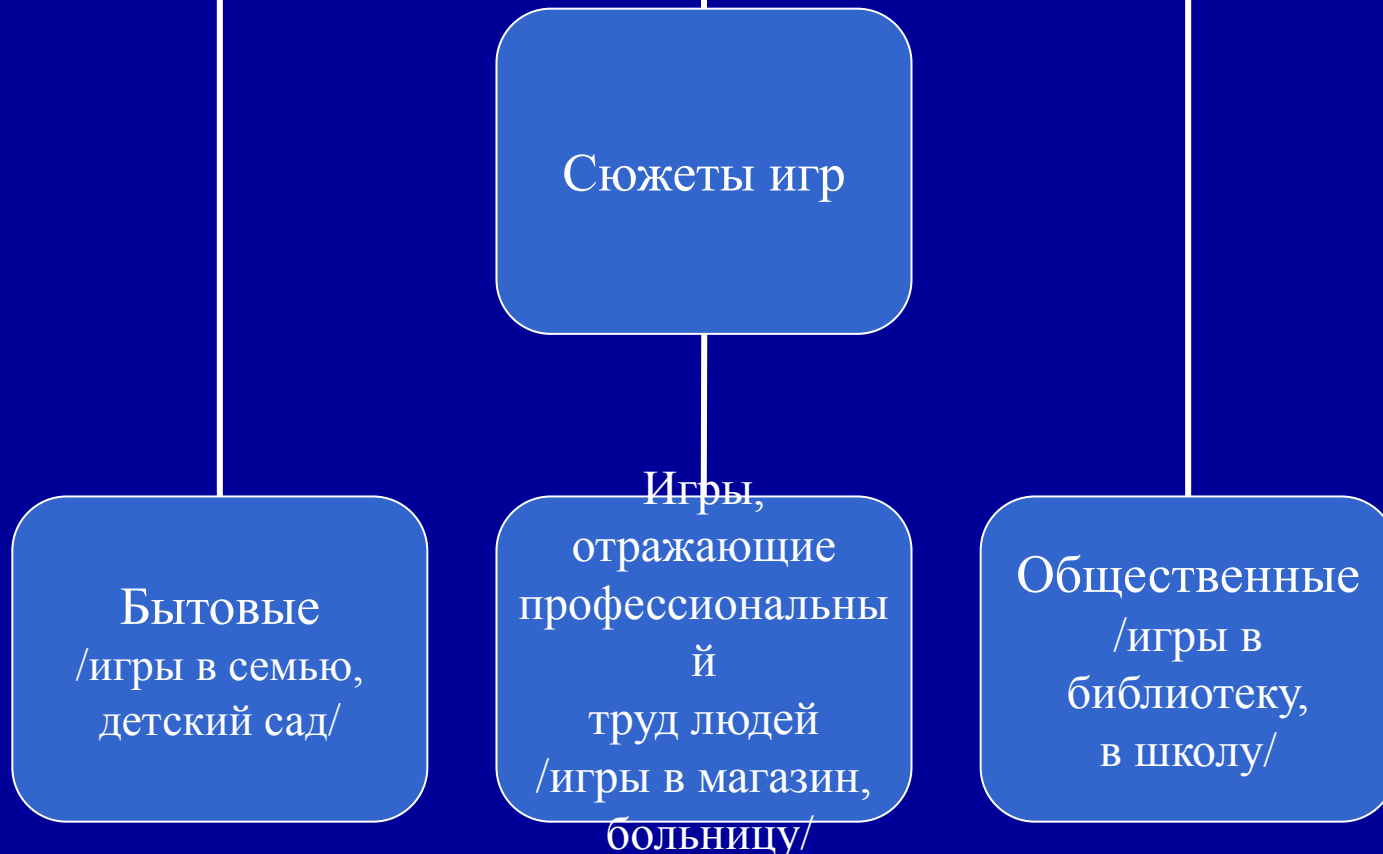 Сюжеты игр
Бытовые
/игры в семью,
детский сад/
Игры,
отражающие
профессиональны
й
труд людей
/игры в магазин,
больницу/
Общественные
/игры в
библиотеку,
в школу/